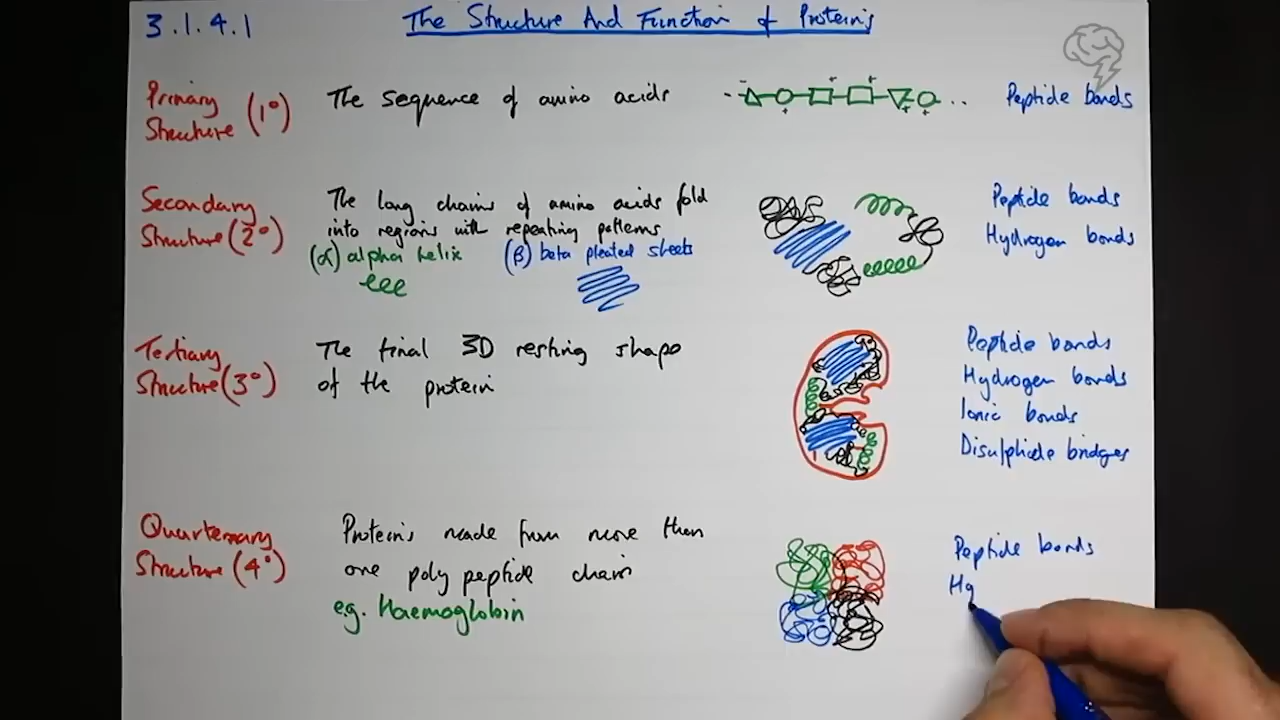 3.1.4.1 The Structure And Function of Proteins
Primary
Structure (1°)
The sequence of amino acids
Peptide bonds
Secondary
Structure (2°)
The long chains of amino acids fold
into regions with repeating patterns
(α) alpha helix (β) beta pleated sheets
Peptide bonds
Hydrogen bonds
Tertiary
Structure (3°)
The final 3D resting shape
of the protein
Peptide bonds
Hydrogen bonds
Ionic bonds
Disulphide bridges
Quarternary
Structure (4°)
Proteins made from more than
one poly peptide chain
e.g. Haemoglobin
Peptide bonds
Hy